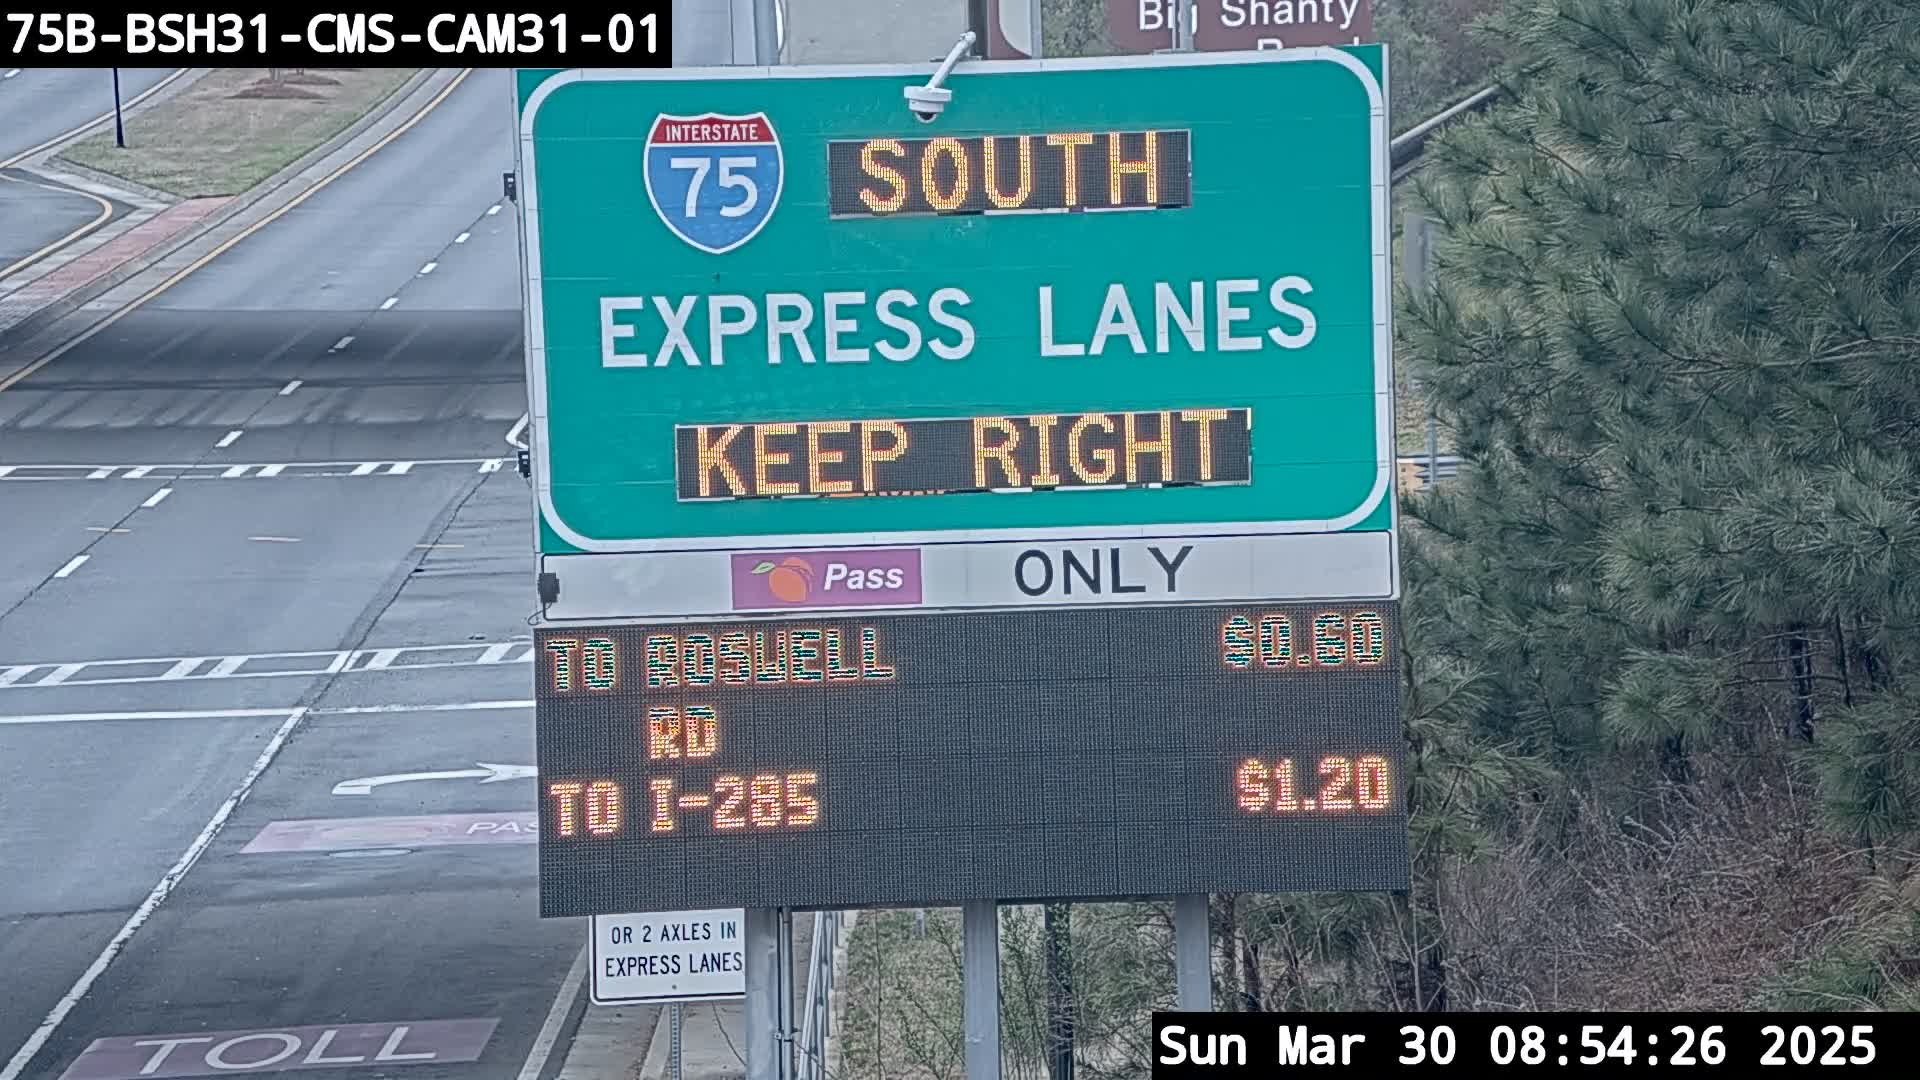 75B-BSH31-CMS-CAM31-01
Big Shanty
INTERSTATE
75
SOUTH
EXPRESS LANES
KEEP RIGHT
Pass
ONLY
TO ROSWELL $0.60
RD
TO I-285 $1.20
OR 2 AXLES IN
EXPRESS LANES
TOLL
Sun Mar 30 08:54:26 2025